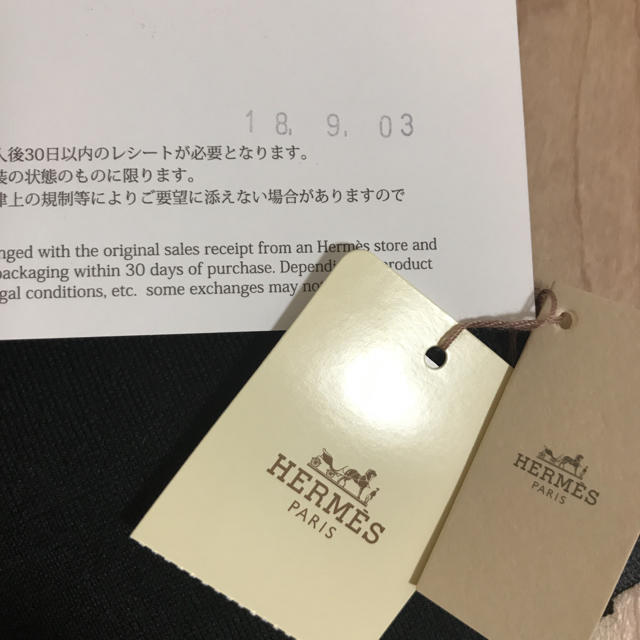 18. 9. 03
入後30日以内のレシートが必要となります。
装の状態のものに限ります。
律上の規制等によりご要望に添えない場合がありますので
nged with the original sales receipt from an Hermès store and
packaging within 30 days of purchase. Depending product
gal conditions, etc. some exchanges may
HERMÈS
PARIS
HERMÈS
PARIS